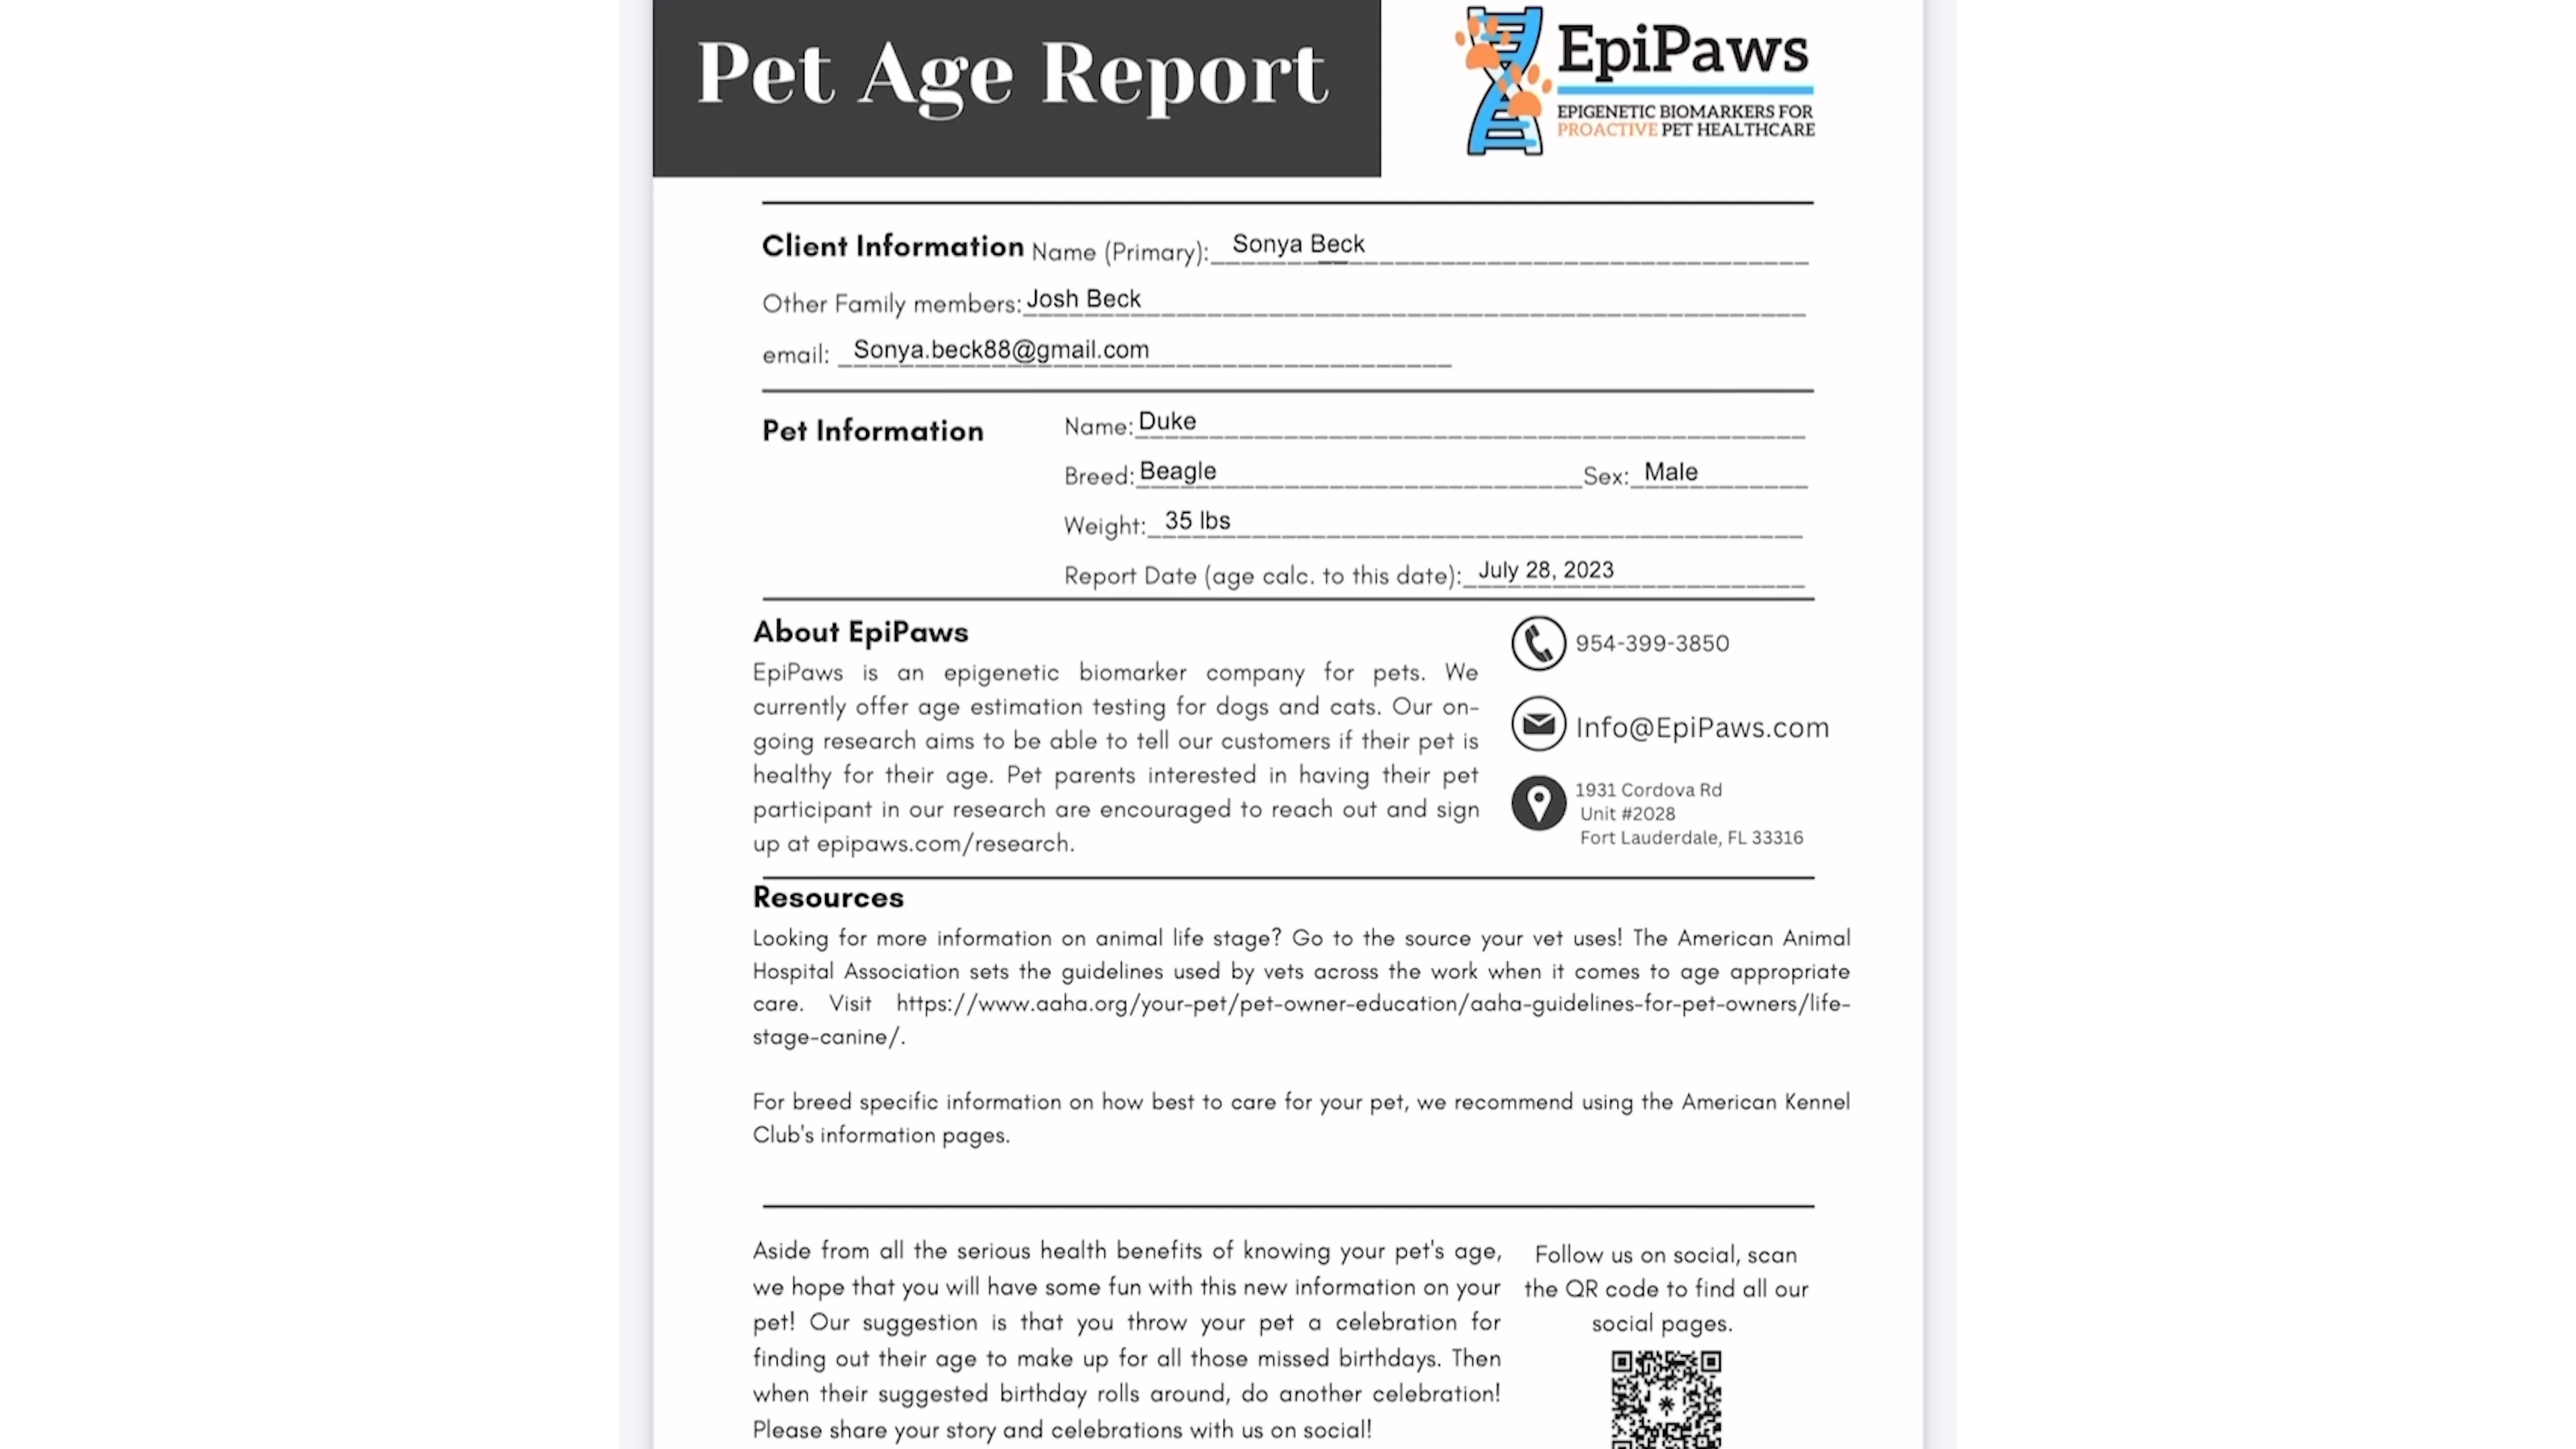 Pet Age Report
EpiPaws
EPIGENETIC BIOMARKERS FOR
PROACTIVE PET HEALTHCARE
Client Information Name (Primary): Sonya Beck
Other Family members: Josh Beck
email: Sonya.beck88@gmail.com
Pet Information
Name: Duke
Breed: Beagle Sex: Male
Weight: 35 lbs
Report Date (age calc. to this date): July 28, 2023
About EpiPaws
EpiPaws is an epigenetic biomarker company for pets. We
currently offer age estimation testing for dogs and cats. Our on-
going research aims to be able to tell our customers if their pet is
healthy for their age. Pet parents interested in having their pet
participant in our research are encouraged to reach out and sign
up at epipaws.com/research.
954-399-3850
Info@EpiPaws.com
1931 Cordova Rd
Unit #2028
Fort Lauderdale, FL 33316
Resources
Looking for more information on animal life stage? Go to the source your vet uses! The American Animal
Hospital Association sets the guidelines used by vets across the work when it comes to age appropriate
care. Visit https://www.aaha.org/your-pet/pet-owner-education/aaha-guidelines-for-pet-owners/life-
stage-canine/.
For breed specific information on how best to care for your pet, we recommend using the American Kennel
Club's information pages.
Aside from all the serious health benefits of knowing your pet's age,
we hope that you will have some fun with this new information on your
pet! Our suggestion is that you throw your pet a celebration for
finding out their age to make up for all those missed birthdays. Then
when their suggested birthday rolls around, do another celebration!
Please share your story and celebrations with us on social!
Follow us on social, scan
the QR code to find all our
social pages.